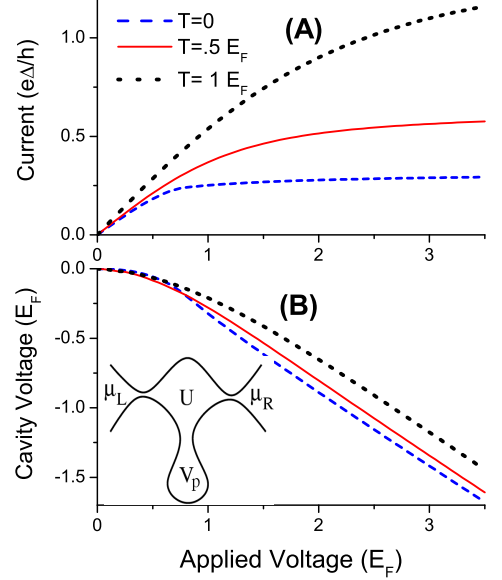 T=0
T=.5 E_F
T= 1 E_F
(A)
Current (eΔ/h)
1.0
0.5
0.0
0 1 2 3
(B)
Cavity Voltage (E_F)
0.0
-0.5
-1.0
-1.5
μ_L U μ_R
V_p
0 1 2 3
Applied Voltage (E_F)